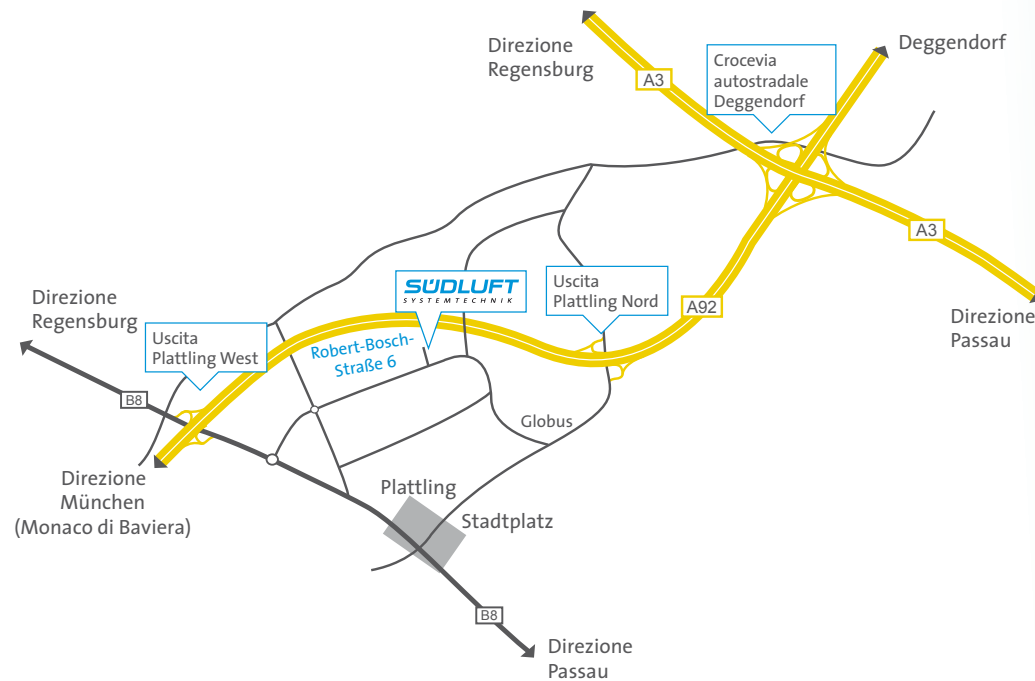 Direzione
Regensburg
A3
Crocevia
autostradale
Deggendorf
Deggendorf
A3
Direzione
Passau
Uscita
Plattling Nord
A92
SÜDLUFT
SYSTEMTECHNIK
Robert-Bosch-
Straße 6
Direzione
Regensburg
Uscita
Plattling West
B8
Direzione
München
(Monaco di Baviera)
Globus
Plattling
Stadtplatz
B8
Direzione
Passau